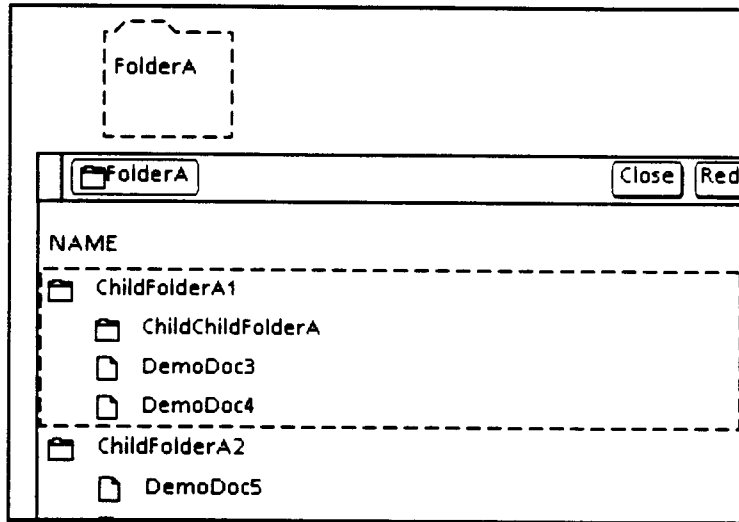 FolderA
FolderA Close Red
NAME
ChildFolderA1
ChildChildFolderA
DemoDoc3
DemoDoc4
ChildFolderA2
DemoDoc5